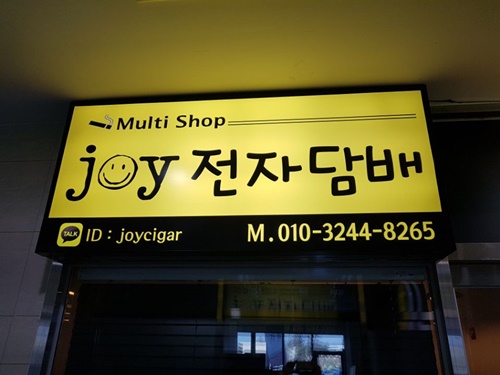 Multi Shop
joy 전자담배
TALK ID : joycigar M. 010-3244-8265